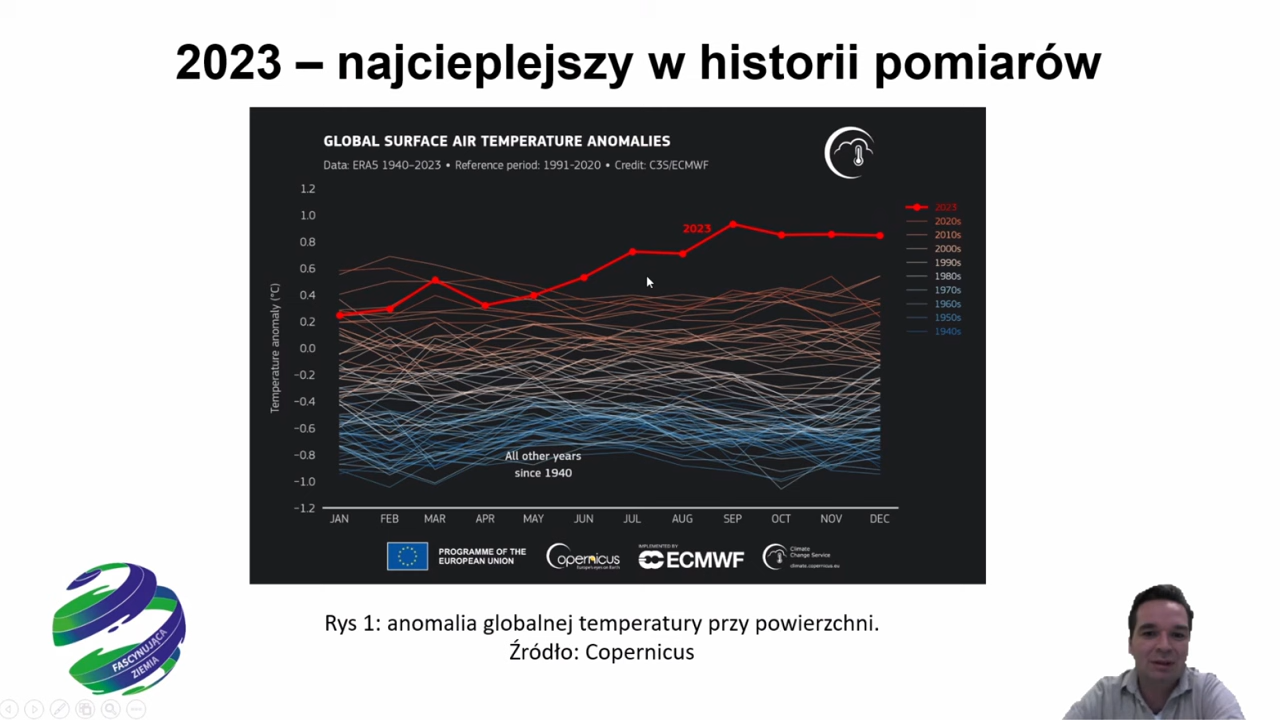 2023 – najcieplejszy w historii pomiarów
GLOBAL SURFACE AIR TEMPERATURE ANOMALIES
Data: ERA5 1940–2023 • Reference period: 1991-2020 • Credit: C3S/ECMWF
Temperature anomaly (°C)
1.2
1.0
0.8
0.6
0.4
0.2
0.0
−0.2
−0.4
−0.6
−0.8
−1.0
−1.2
2023
All other years
since 1940
JAN FEB MAR APR MAY JUN JUL AUG SEP OCT NOV DEC
2023
2020s
2010s
2000s
1990s
1980s
1970s
1960s
1950s
1940s
PROGRAMME OF THE
EUROPEAN UNION
Copernicus
Europe's eyes on Earth
IMPLEMENTED BY
ECMWF
Climate
Change Service
climate.copernicus.eu
Rys 1: anomalia globalnej temperatury przy powierzchni.
Źródło: Copernicus
FASCYNUJĄCA
ZIEMIA